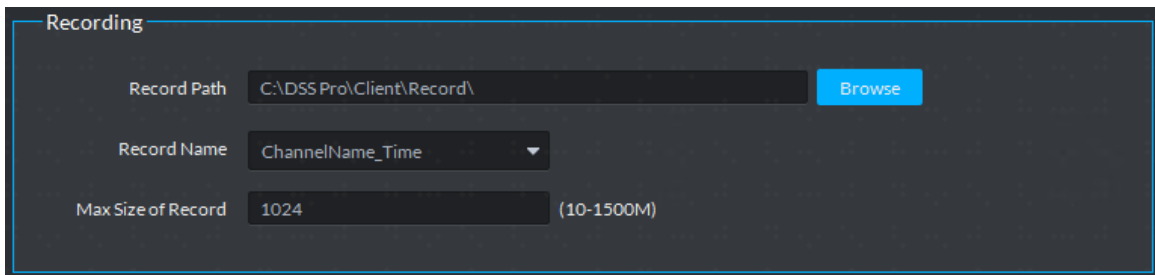 Recording
Record Path C:\DSS Pro\Client\Record\ Browse
Record Name ChannelName_Time
Max Size of Record 1024 (10-1500M)